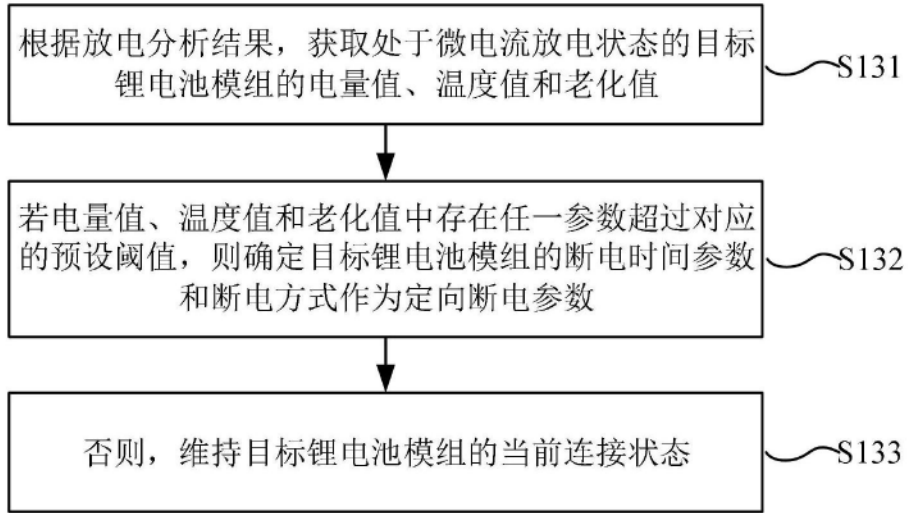 根据放电分析结果，获取处于微电流放电状态的目标
锂电池模组的电量值、温度值和老化值
S131
若电量值、温度值和老化值中存在任一参数超过对应
的预设阈值，则确定目标锂电池模组的断电时间参数
和断电方式作为定向断电参数
S132
否则，维持目标锂电池模组的当前连接状态
S133